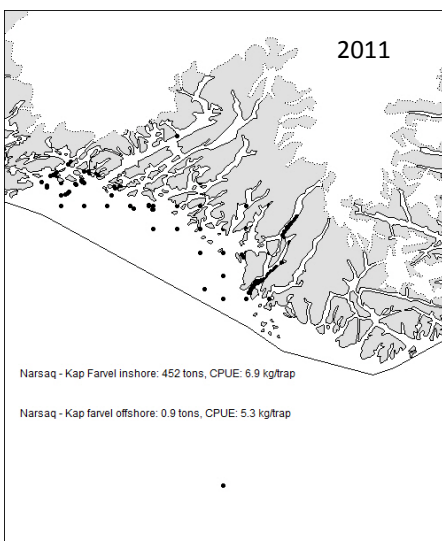 2011
Narsaq - Kap Farvel inshore: 452 tons, CPUE: 6.9 kg/trap
Narsaq - Kap farvel offshore: 0.9 tons, CPUE: 5.3 kg/trap